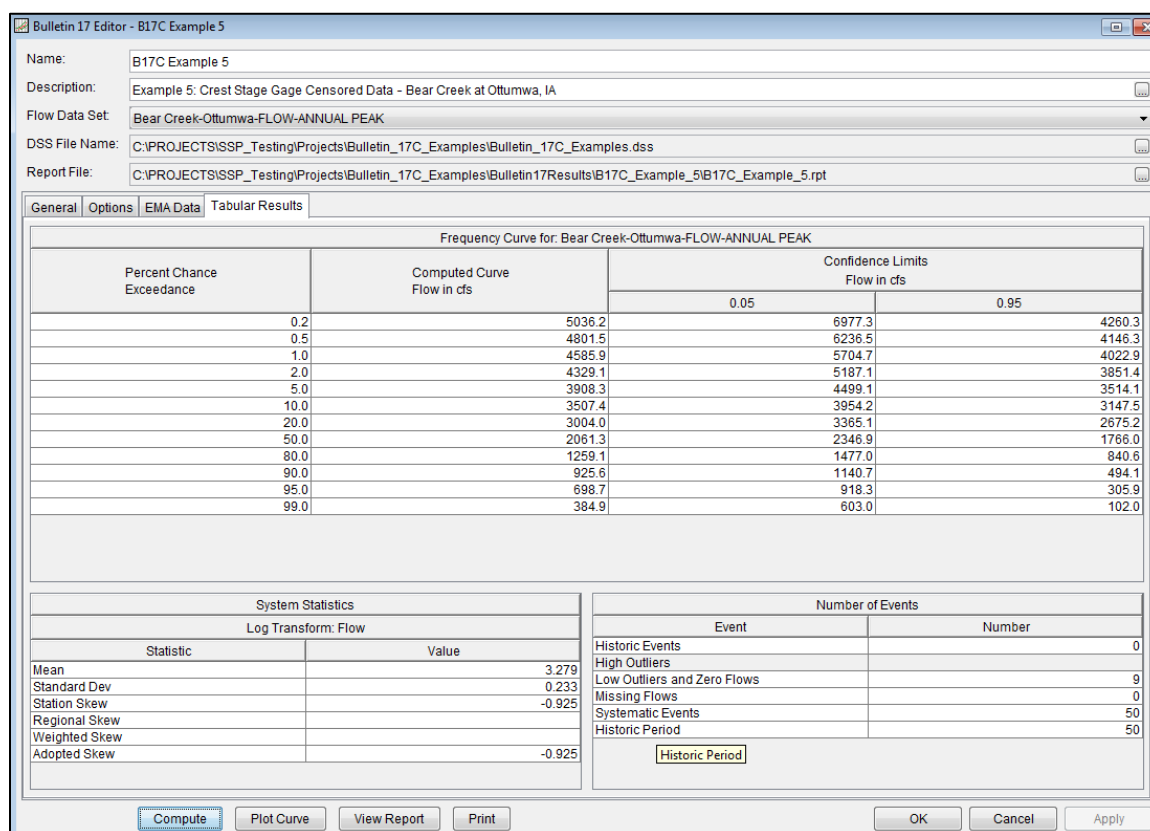 Bulletin 17 Editor - B17C Example 5
Name: B17C Example 5
Description: Example 5: Crest Stage Gage Censored Data - Bear Creek at Ottumwa, IA ...
Flow Data Set: Bear Creek-Ottumwa-FLOW-ANNUAL PEAK
DSS File Name: C:\PROJECTS\SSP_Testing\Projects\Bulletin_17C_Examples\Bulletin_17C_Examples.dss ...
Report File: C:\PROJECTS\SSP_Testing\Projects\Bulletin_17C_Examples\Bulletin17Results\B17C_Example_5\B17C_Example_5.rpt ...
General Options EMA Data Tabular Results
Frequency Curve for: Bear Creek-Ottumwa-FLOW-ANNUAL PEAK
Percent Chance
Exceedance
Computed Curve
Flow in cfs
Confidence Limits
Flow in cfs
0.05 0.95
0.2 5036.2 6977.3 4260.3
0.5 4801.5 6236.5 4146.3
1.0 4585.9 5704.7 4022.9
2.0 4329.1 5187.1 3851.4
5.0 3908.3 4499.1 3514.1
10.0 3507.4 3954.2 3147.5
20.0 3004.0 3365.1 2675.2
50.0 2061.3 2346.9 1766.0
80.0 1259.1 1477.0 840.6
90.0 925.6 1140.7 494.1
95.0 698.7 918.3 305.9
99.0 384.9 603.0 102.0
System Statistics
Log Transform: Flow
Statistic Value
Mean 3.279
Standard Dev 0.233
Station Skew -0.925
Regional Skew
Weighted Skew
Adopted Skew -0.925
Number of Events
Event Number
Historic Events 0
High Outliers
Low Outliers and Zero Flows 9
Missing Flows 0
Systematic Events 50
Historic Period 50
Historic Period
Compute Plot Curve View Report Print OK Cancel Apply